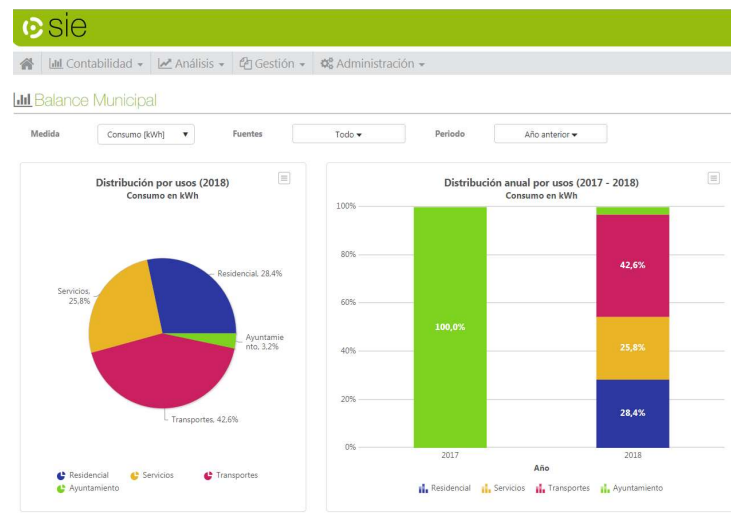 sie
Contabilidad Análisis Gestión Administración
Balance Municipal
Medida Consumo [kWh] Fuentes Todo Periodo Año anterior
Distribución por usos (2018)
Consumo en kWh
Residencial, 28.4%
Servicios,
25,8%
Ayuntamie
nto, 3,2%
Transportes, 42,6%
Residencial Servicios Transportes
Ayuntamiento
Distribución anual por usos (2017 - 2018)
Consumo en kWh
100%
80%
60%
40%
20%
0%
100,0%
42,6%
25,8%
28,4%
2017 2018
Año
Residencial Servicios Transportes Ayuntamiento